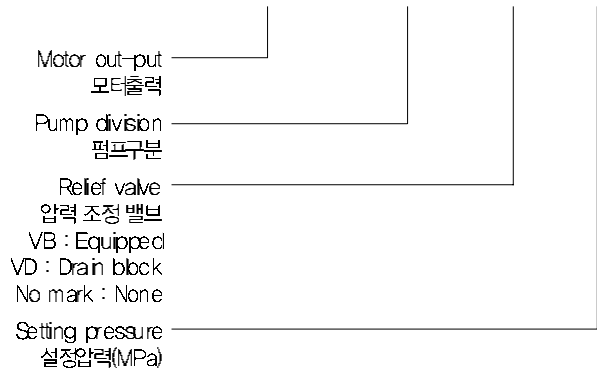 Motor out-put
모터출력
Pump division
펌프구분
Relief valve
압력 조정 밸브
VB : Equipped
VD : Drain block
No mark : None
Setting pressure
설정압력(MPa)